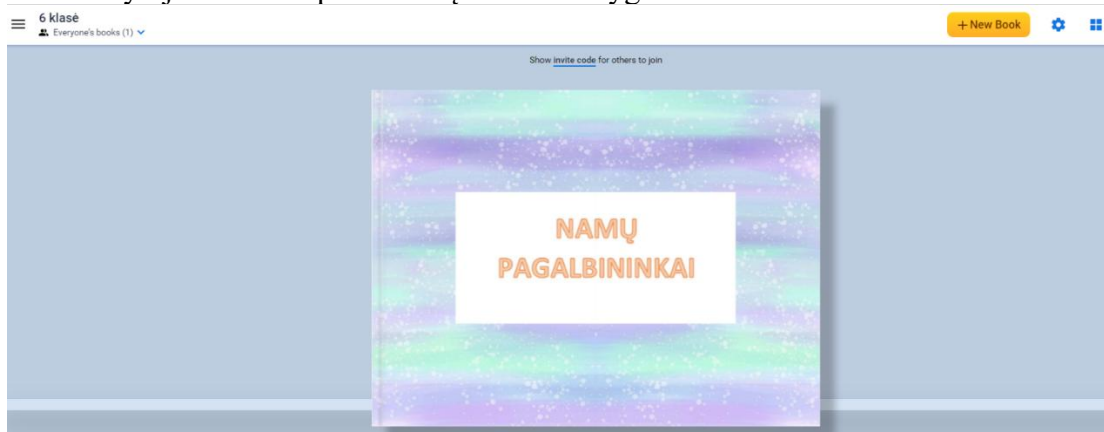 6 klasė
Everyone's books (1)
+ New Book
Show invite code for others to join
NAMŲ
PAGALBININKAI